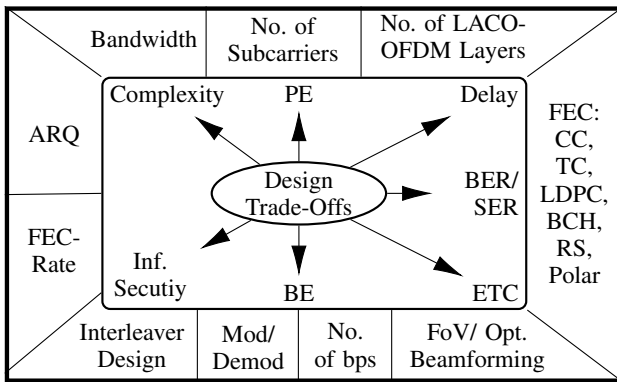 Bandwidth
No. of
Subcarriers
No. of LACO-
OFDM Layers
Complexity
PE
Delay
ARQ
FEC:
CC,
TC,
LDPC,
BCH,
RS,
Polar
Design
Trade-Offs
BER/
SER
FEC-
Rate
Inf.
Secutiy
BE
ETC
Interleaver
Design
Mod/
Demod
No.
of bps
FoV/ Opt.
Beamforming